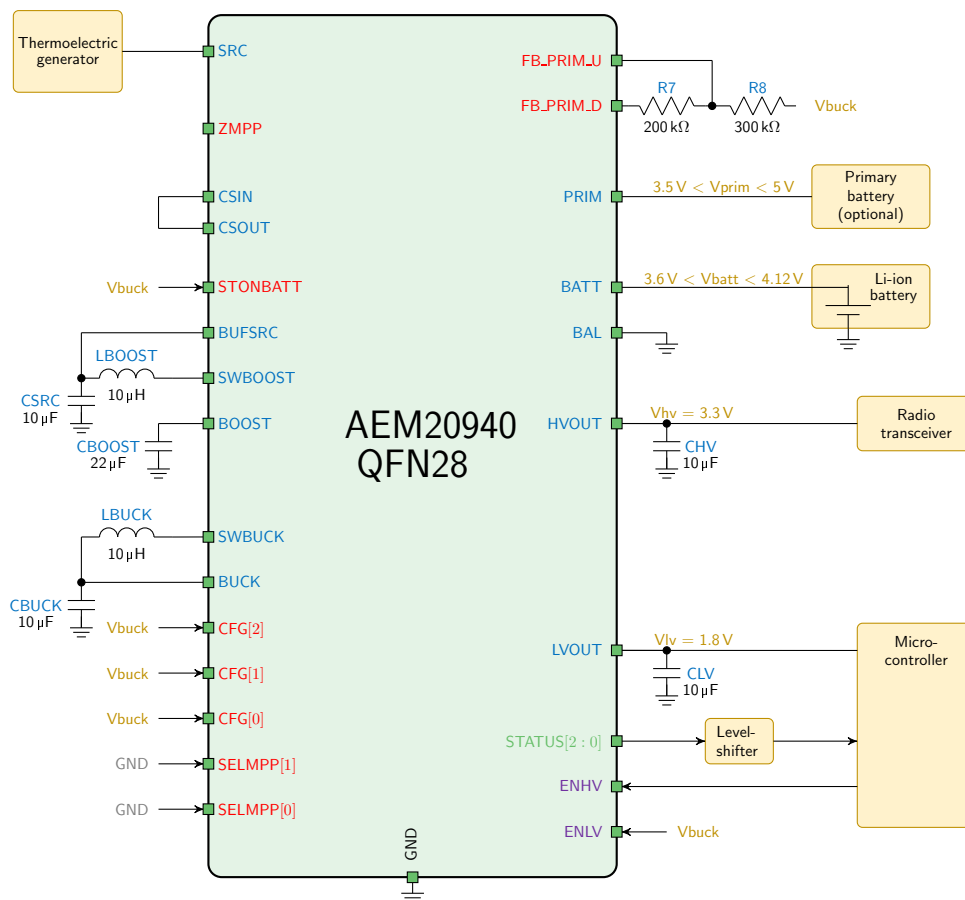 Thermoelectric
generator
SRC
ZMPP
CSIN
CSOUT
Vbuck
STONBATT
BUFSRC
LBOOST
10 µH
SWBOOST
CSRC
10 µF
BOOST
CBOOST
22 µF
LBUCK
10 µH
SWBUCK
BUCK
CBUCK
10 µF
Vbuck
CFG[2]
Vbuck
CFG[1]
Vbuck
CFG[0]
GND
SELMPP[1]
GND
SELMPP[0]
AEM20940
QFN28
GND
FB_PRIM_U
FB_PRIM_D
R7
200 kΩ
R8
300 kΩ
Vbuck
PRIM
3.5 V < Vprim < 5 V
Primary
battery
(optional)
BATT
3.6 V < Vbatt < 4.12 V
Li-ion
battery
BAL
HVOUT
Vhv = 3.3 V
CHV
10 µF
Radio
transceiver
LVOUT
Vlv = 1.8 V
CLV
10 µF
Micro-
controller
STATUS[2 : 0]
Level-
shifter
ENHV
ENLV
Vbuck